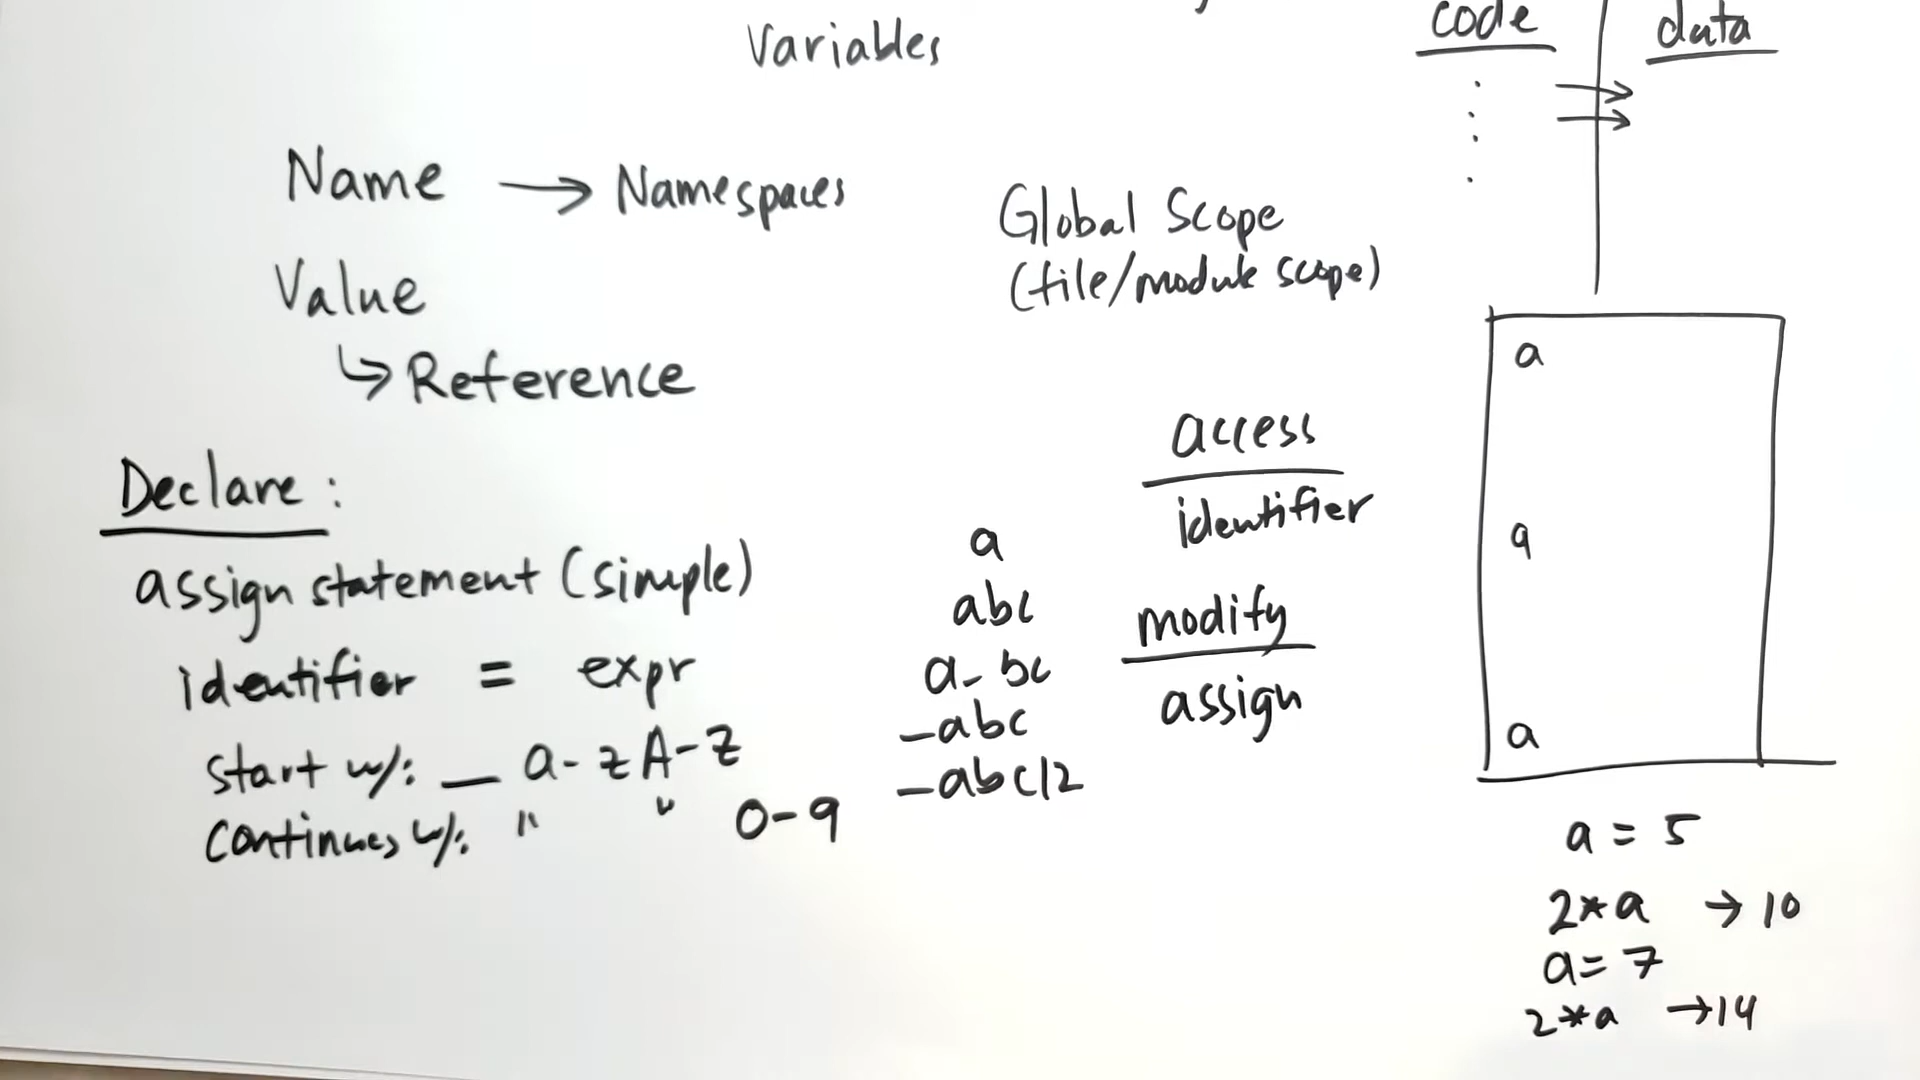 Variables
code
data
Name → Namespaces
Global Scope
(file/module scope)
Value
↳ Reference
Declare:
assign statement (simple)
identifier = expr
start w/: _ a-z A-Z
continues w/: " " 0-9
a
abc
a_bc
_abc
_abc12
access
identifier
modify
assign
a
a
a
a = 5
2*a → 10
a = 7
2*a → 14